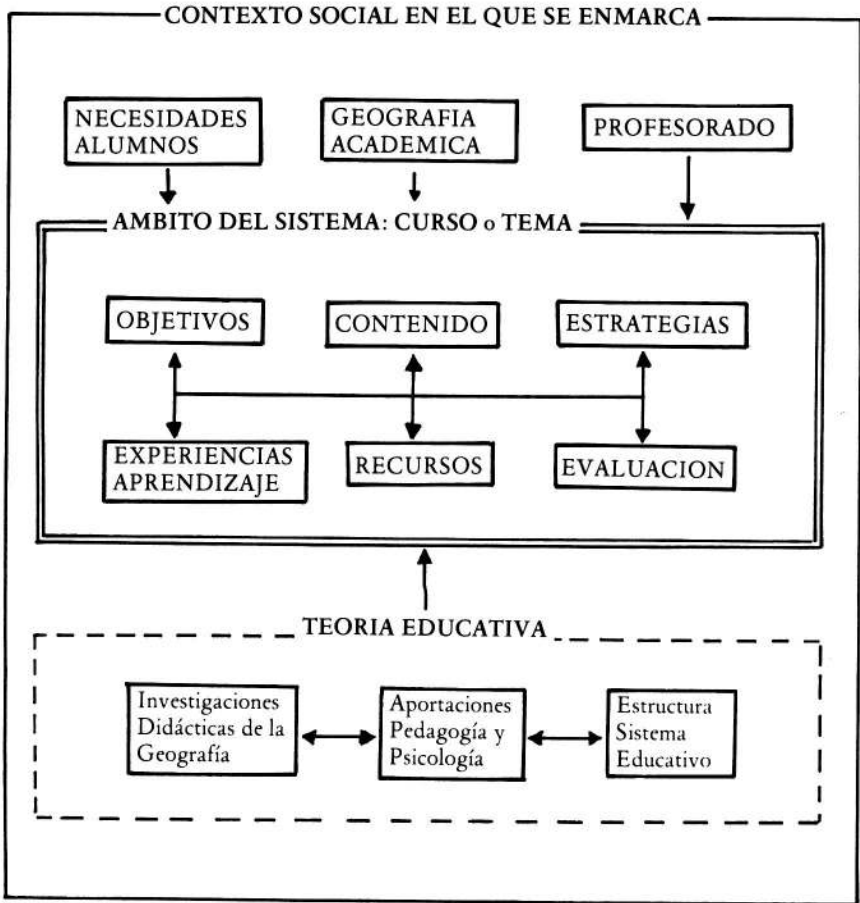 CONTEXTO SOCIAL EN EL QUE SE ENMARCA
NECESIDADES
ALUMNOS
GEOGRAFIA
ACADEMICA
PROFESORADO
AMBITO DEL SISTEMA: CURSO o TEMA
OBJETIVOS
CONTENIDO
ESTRATEGIAS
EXPERIENCIAS
APRENDIZAJE
RECURSOS
EVALUACION
TEORIA EDUCATIVA
Investigaciones
Didácticas de la
Geografía
Aportaciones
Pedagogía y
Psicología
Estructura
Sistema
Educativo